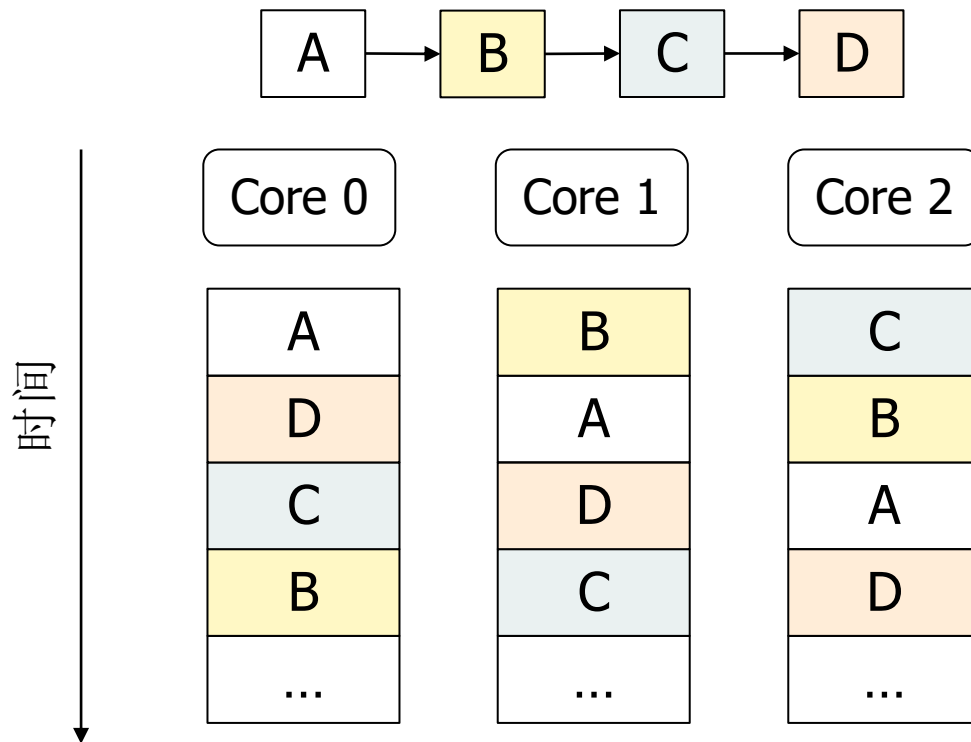 A B C D
Core 0 Core 1 Core 2
A B C
D A B
时间
C D A
B C D
... ... ...